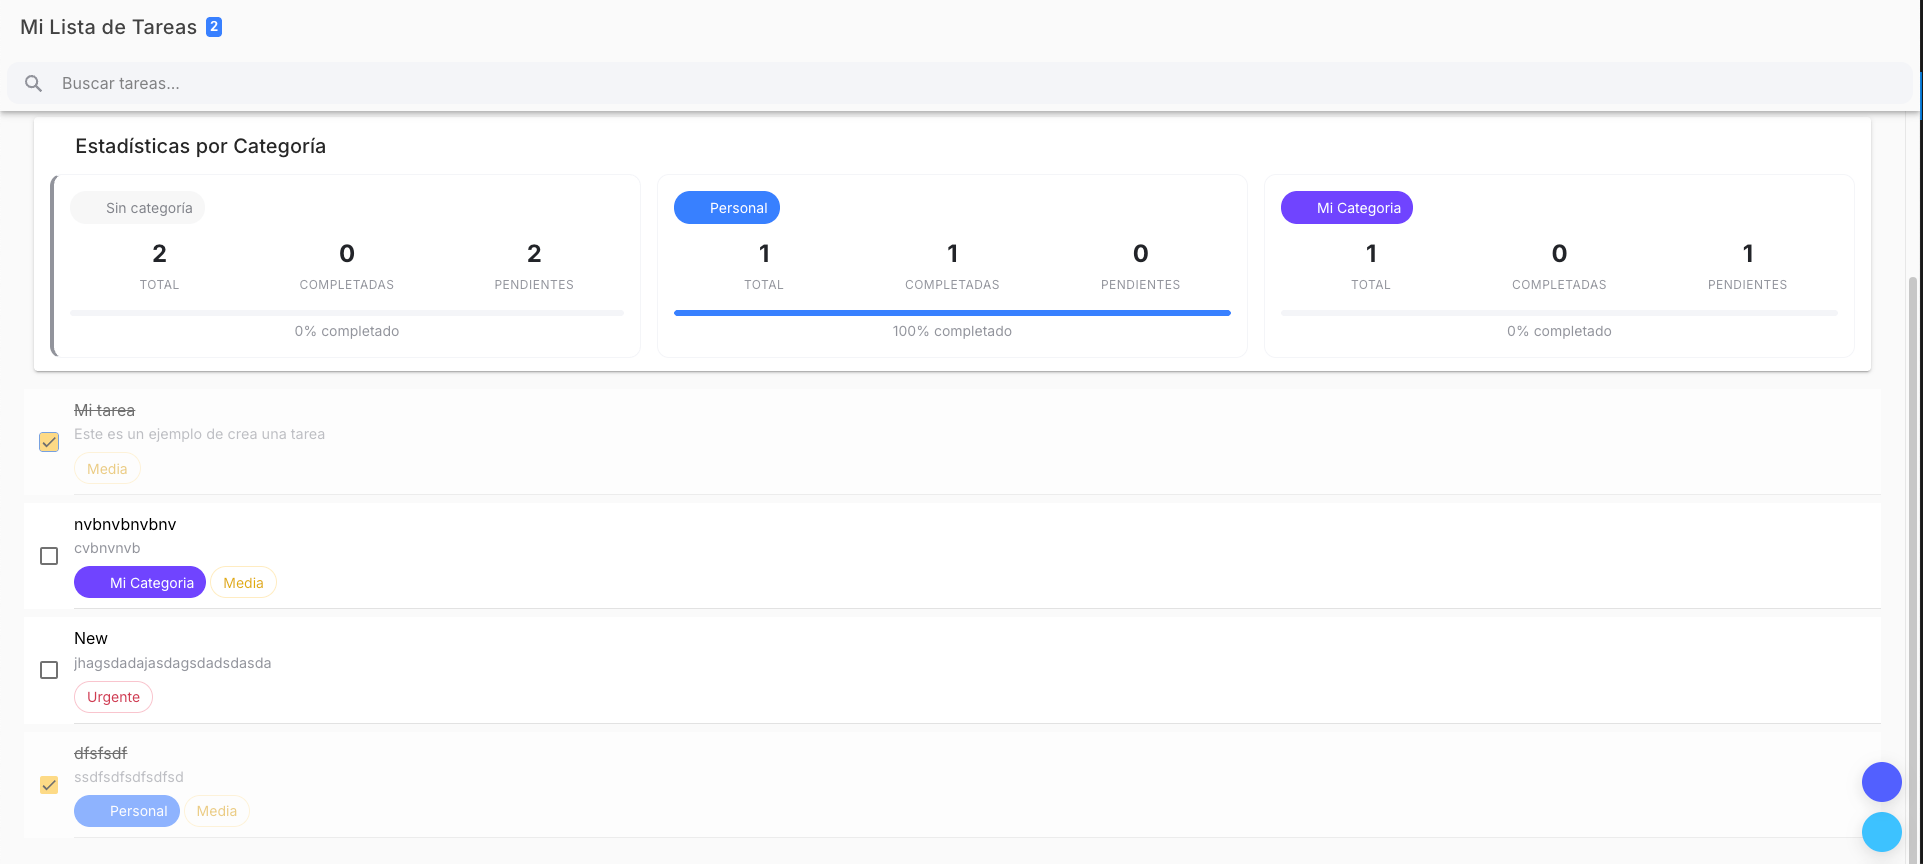 Mi Lista de Tareas 2
Buscar tareas...
Estadísticas por Categoría
Sin categoría
2 0 2
TOTAL COMPLETADAS PENDIENTES
0% completado
Personal
1 1 0
TOTAL COMPLETADAS PENDIENTES
100% completado
Mi Categoria
1 0 1
TOTAL COMPLETADAS PENDIENTES
0% completado
Mi tarea
Este es un ejemplo de crea una tarea
Media
nvbnvbnvbnv
cvbnvnvb
Mi Categoria Media
New
jhagsdadajasdagsdadsdasda
Urgente
dfsfsdf
ssdfsdfsdfsdfsd
Personal Media